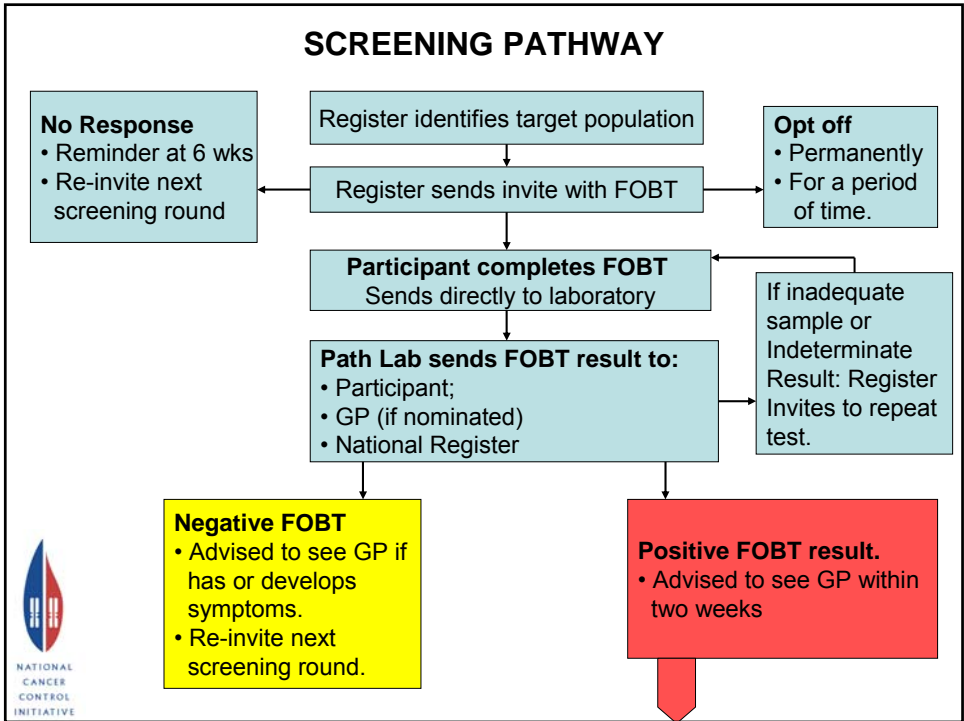 SCREENING PATHWAY
No Response
• Reminder at 6 wks
• Re-invite next
screening round
Register identifies target population
Register sends invite with FOBT
Opt off
• Permanently
• For a period
of time.
Participant completes FOBT
Sends directly to laboratory
If inadequate
sample or
Indeterminate
Result: Register
Invites to repeat
test.
Path Lab sends FOBT result to:
• Participant;
• GP (if nominated)
• National Register
Negative FOBT
• Advised to see GP if
has or develops
symptoms.
• Re-invite next
screening round.
Positive FOBT result.
• Advised to see GP within
two weeks
NATIONAL
CANCER
CONTROL
INITIATIVE